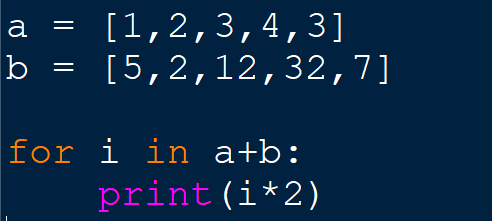 a = [1,2,3,4,3]
b = [5,2,12,32,7]
for i in a+b:
    print(i*2)